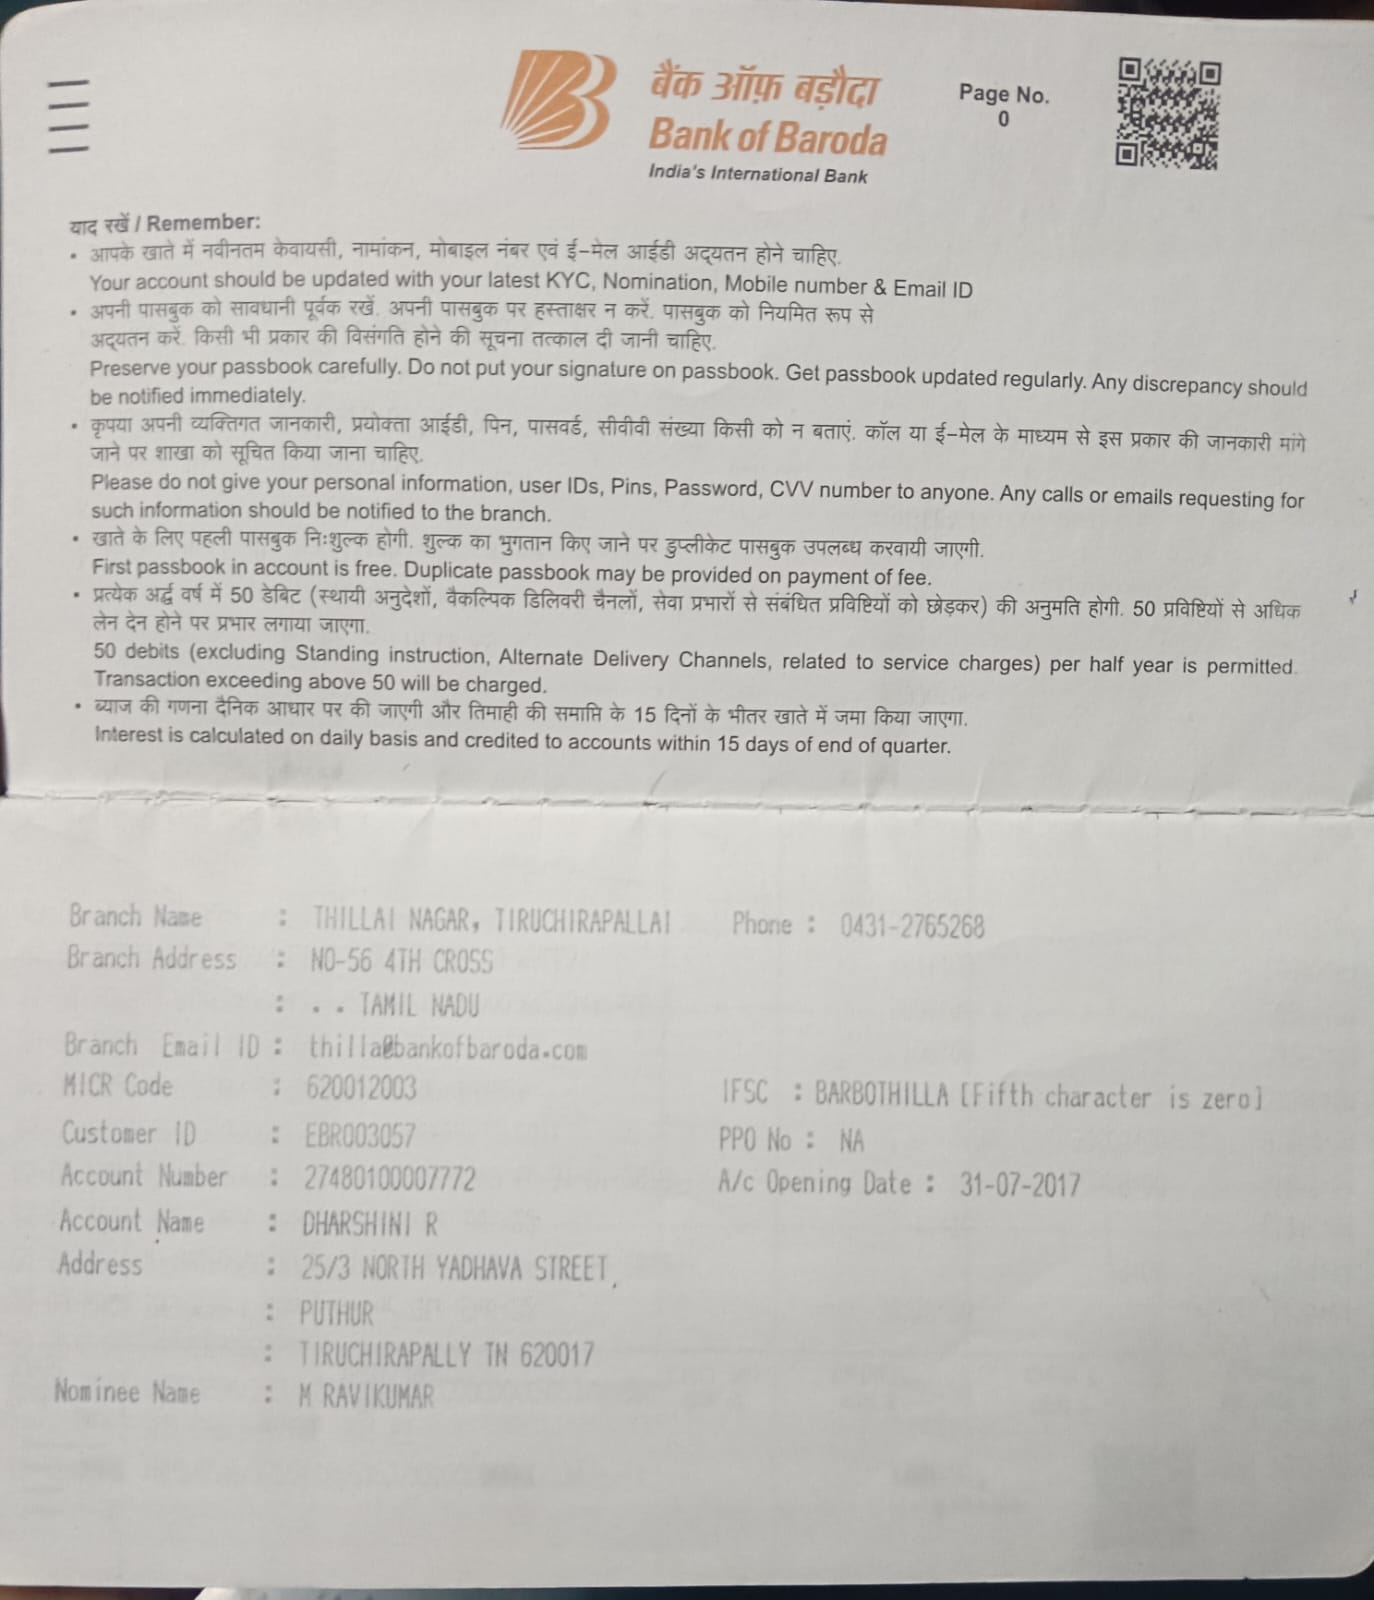 बैंक ऑफ़ बड़ौदा
Bank of Baroda
India's International Bank
Page No.
0
याद रखें / Remember:
• आपके खाते में नवीनतम केवायसी, नामांकन, मोबाइल नंबर एवं ई-मेल आईडी अद्यतन होने चाहिए.
Your account should be updated with your latest KYC, Nomination, Mobile number & Email ID
• अपनी पासबुक को सावधानी पूर्वक रखें. अपनी पासबुक पर हस्ताक्षर न करें. पासबुक को नियमित रूप से
अद्यतन करें. किसी भी प्रकार की विसंगति होने की सूचना तत्काल दी जानी चाहिए.
Preserve your passbook carefully. Do not put your signature on passbook. Get passbook updated regularly. Any discrepancy should
be notified immediately.
• कृपया अपनी व्यक्तिगत जानकारी, प्रयोक्ता आईडी, पिन, पासवर्ड, सीवीवी संख्या किसी को न बताएं. कॉल या ई-मेल के माध्यम से इस प्रकार की जानकारी मांगे
जाने पर शाखा को सूचित किया जाना चाहिए.
Please do not give your personal information, user IDs, Pins, Password, CVV number to anyone. Any calls or emails requesting for
such information should be notified to the branch.
• खाते के लिए पहली पासबुक निःशुल्क होगी. शुल्क का भुगतान किए जाने पर डुप्लीकेट पासबुक उपलब्ध करवायी जाएगी.
First passbook in account is free. Duplicate passbook may be provided on payment of fee.
• प्रत्येक अर्द्ध वर्ष में 50 डेबिट (स्थायी अनुदेशों, वैकल्पिक डिलिवरी चैनलों, सेवा प्रभारों से संबंधित प्रविष्टियों को छोड़कर) की अनुमति होगी. 50 प्रविष्टियों से अधिक
लेन देन होने पर प्रभार लगाया जाएगा.
50 debits (excluding Standing instruction, Alternate Delivery Channels, related to service charges) per half year is permitted.
Transaction exceeding above 50 will be charged.
• ब्याज की गणना दैनिक आधार पर की जाएगी और तिमाही की समाप्ति के 15 दिनों के भीतर खाते में जमा किया जाएगा.
Interest is calculated on daily basis and credited to accounts within 15 days of end of quarter.
Branch Name : THILLAI NAGAR, TIRUCHIRAPALLAI Phone : 0431-2765268
Branch Address : NO-56 4TH CROSS
: . . TAMIL NADU
Branch Email ID : thilla@bankofbaroda.com
MICR Code : 620012003 IFSC : BARB0THILLA [Fifth character is zero]
Customer ID : EBR003057 PPO No : NA
Account Number : 27480100007772 A/c Opening Date : 31-07-2017
Account Name : DHARSHINI R
Address : 25/3 NORTH YADHAVA STREET,
: PUTHUR
: TIRUCHIRAPALLY TN 620017
Nominee Name : M RAVIKUMAR